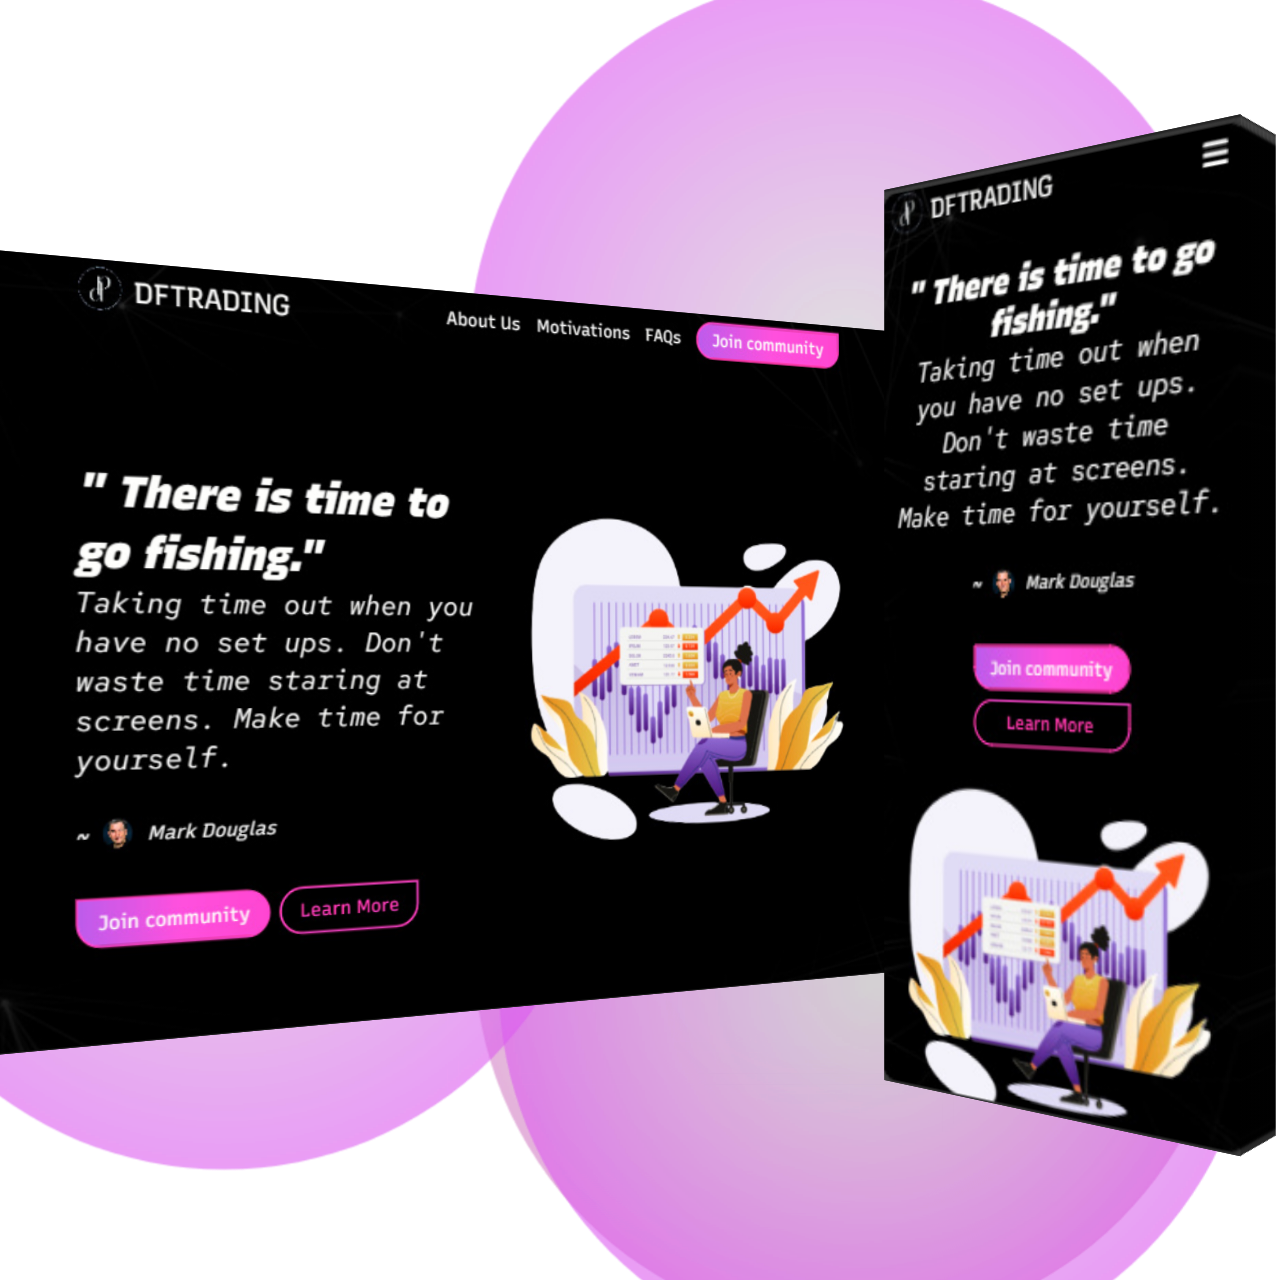 DFTRADING
About Us Motivations FAQs Join community
" There is time to
go fishing."
Taking time out when you
have no set ups. Don't
waste time staring at
screens. Make time for
yourself.
~ Mark Douglas
Join community Learn More
DFTRADING
" There is time to go
fishing."
Taking time out when
you have no set ups.
Don't waste time
staring at screens.
Make time for yourself.
~ Mark Douglas
Join community
Learn More